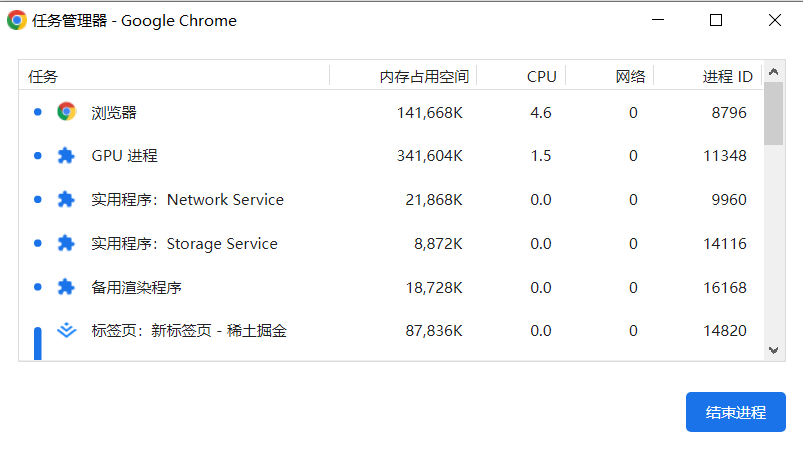 任务管理器 - Google Chrome
任务 内存占用空间 CPU 网络 进程 ID
浏览器 141,668K 4.6 0 8796
GPU 进程 341,604K 1.5 0 11348
实用程序：Network Service 21,868K 0.0 0 9960
实用程序：Storage Service 8,872K 0.0 0 14116
备用渲染程序 18,728K 0.0 0 16168
标签页：新标签页 - 稀土掘金 87,836K 0.0 0 14820
结束进程